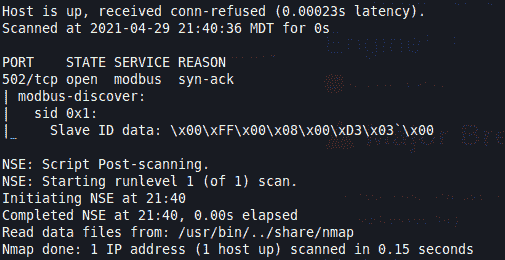 Host is up, received conn-refused (0.00023s latency).
Scanned at 2021-04-29 21:40:36 MDT for 0s
PORT    STATE SERVICE REASON
502/tcp open  modbus  syn-ack
| modbus-discover:
|   sid 0x1:
|_    Slave ID data: \x00\xFF\x00\x08\x00\xD3\x03`\x00
NSE: Script Post-scanning.
NSE: Starting runlevel 1 (of 1) scan.
Initiating NSE at 21:40
Completed NSE at 21:40, 0.00s elapsed
Read data files from: /usr/bin/../share/nmap
Nmap done: 1 IP address (1 host up) scanned in 0.15 seconds